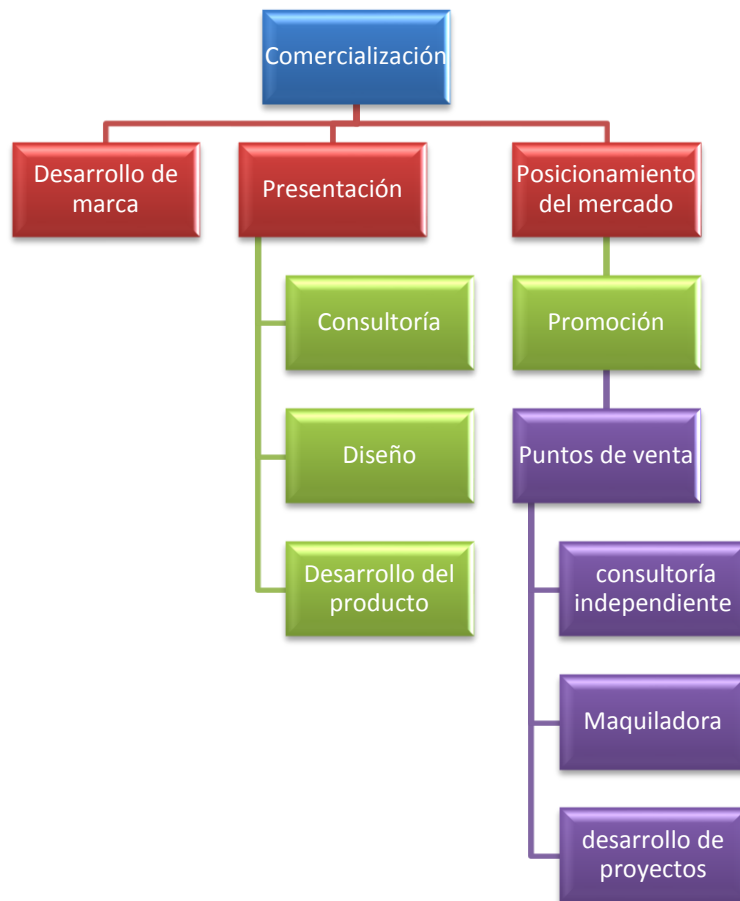 Comercialización
Desarrollo de
marca
Presentación
Posicionamiento
del mercado
Consultoría
Diseño
Desarrollo del
producto
Promoción
Puntos de venta
consultoría
independiente
Maquiladora
desarrollo de
proyectos